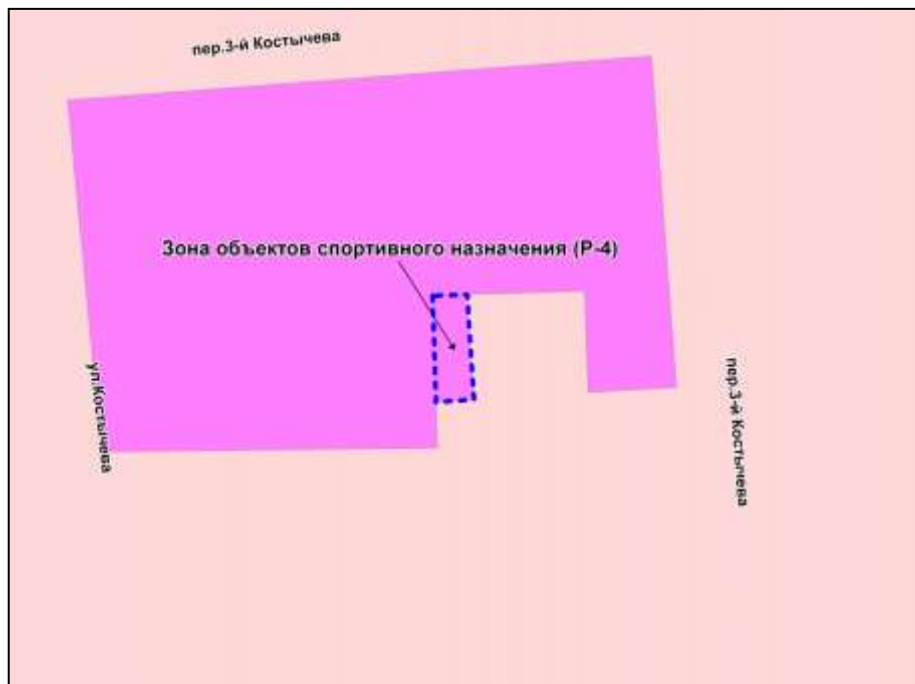 пер.3-й Костычева
Зона объектов спортивного назначения (Р-4)
ул.Костычева
пер.3-й Костычева